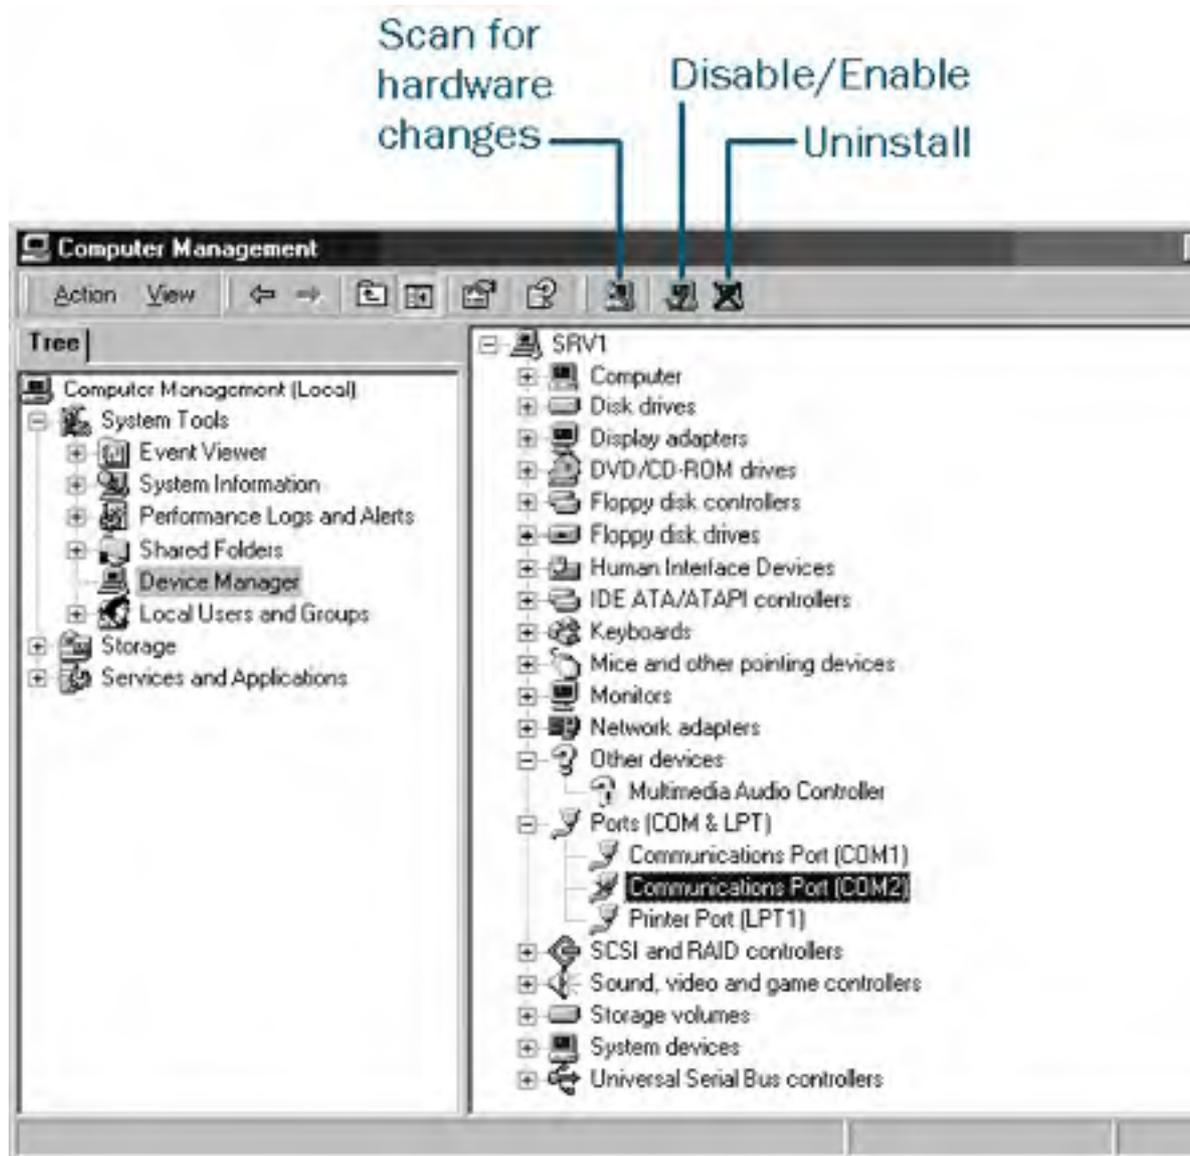 Scan for
hardware
changes
Disable/Enable
Uninstall
Computer Management
Action View
Tree
Computer Management (Local)
System Tools
Event Viewer
System Information
Performance Logs and Alerts
Shared Folders
Device Manager
Local Users and Groups
Storage
Services and Applications
SRV1
Computer
Disk drives
Display adapters
DVD/CD-ROM drives
Floppy disk controllers
Floppy disk drives
Human Interface Devices
IDE ATA/ATAPI controllers
Keyboards
Mice and other pointing devices
Monitors
Network adapters
Other devices
Multimedia Audio Controller
Ports (COM & LPT)
Communications Port (COM1)
Communications Port (COM2)
Printer Port (LPT1)
SCSI and RAID controllers
Sound, video and game controllers
Storage volumes
System devices
Universal Serial Bus controllers